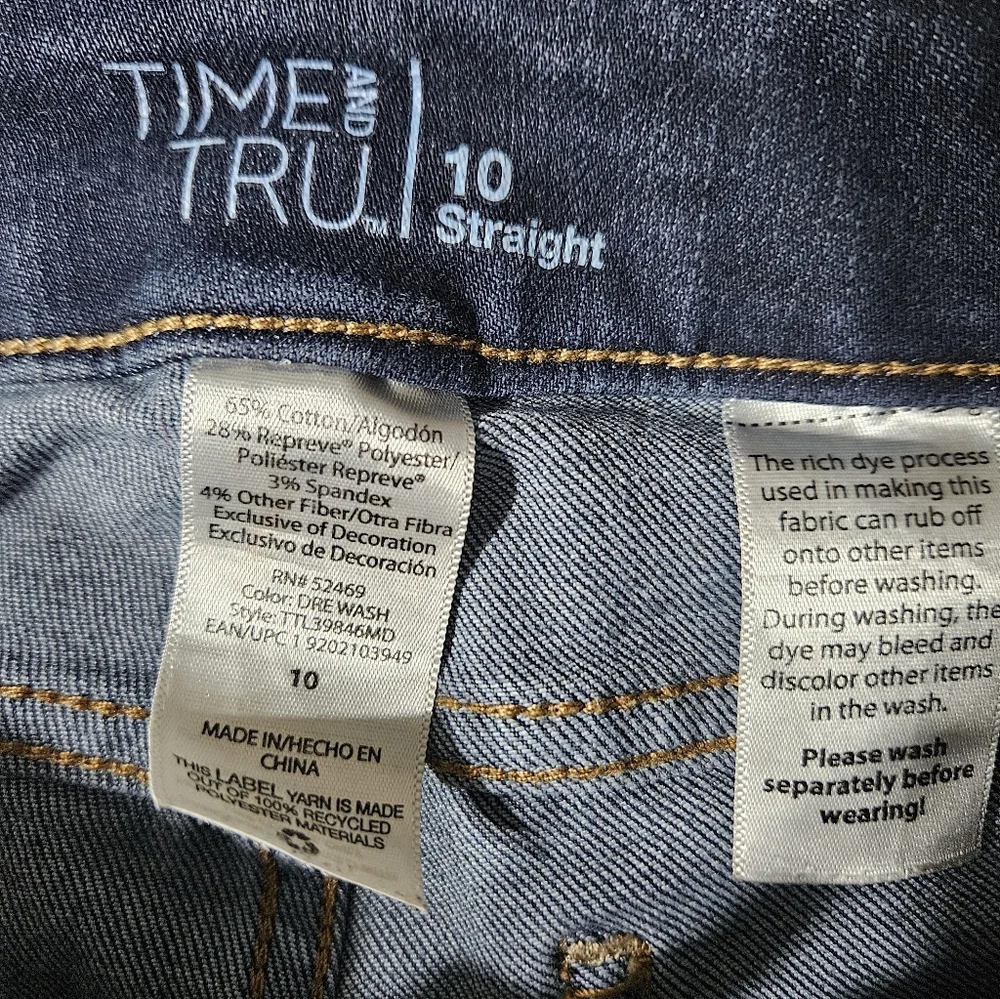 TIME AND
TRU™
10
Straight
65% Cotton/Algodón
28% Repreve® Polyester/
Poliéster Repreve®
3% Spandex
4% Other Fiber/Otra Fibra
Exclusive of Decoration
Exclusivo de Decoración
RN# 52469
Color: DRE WASH
Style: TTL39846MD
EAN/UPC 1 9202103949
10
MADE IN/HECHO EN
CHINA
THIS LABEL YARN IS MADE
OUT OF 100% RECYCLED
POLYESTER MATERIALS
The rich dye process
used in making this
fabric can rub off
onto other items
before washing.
During washing, the
dye may bleed and
discolor other items
in the wash.
Please wash
separately before
wearing!